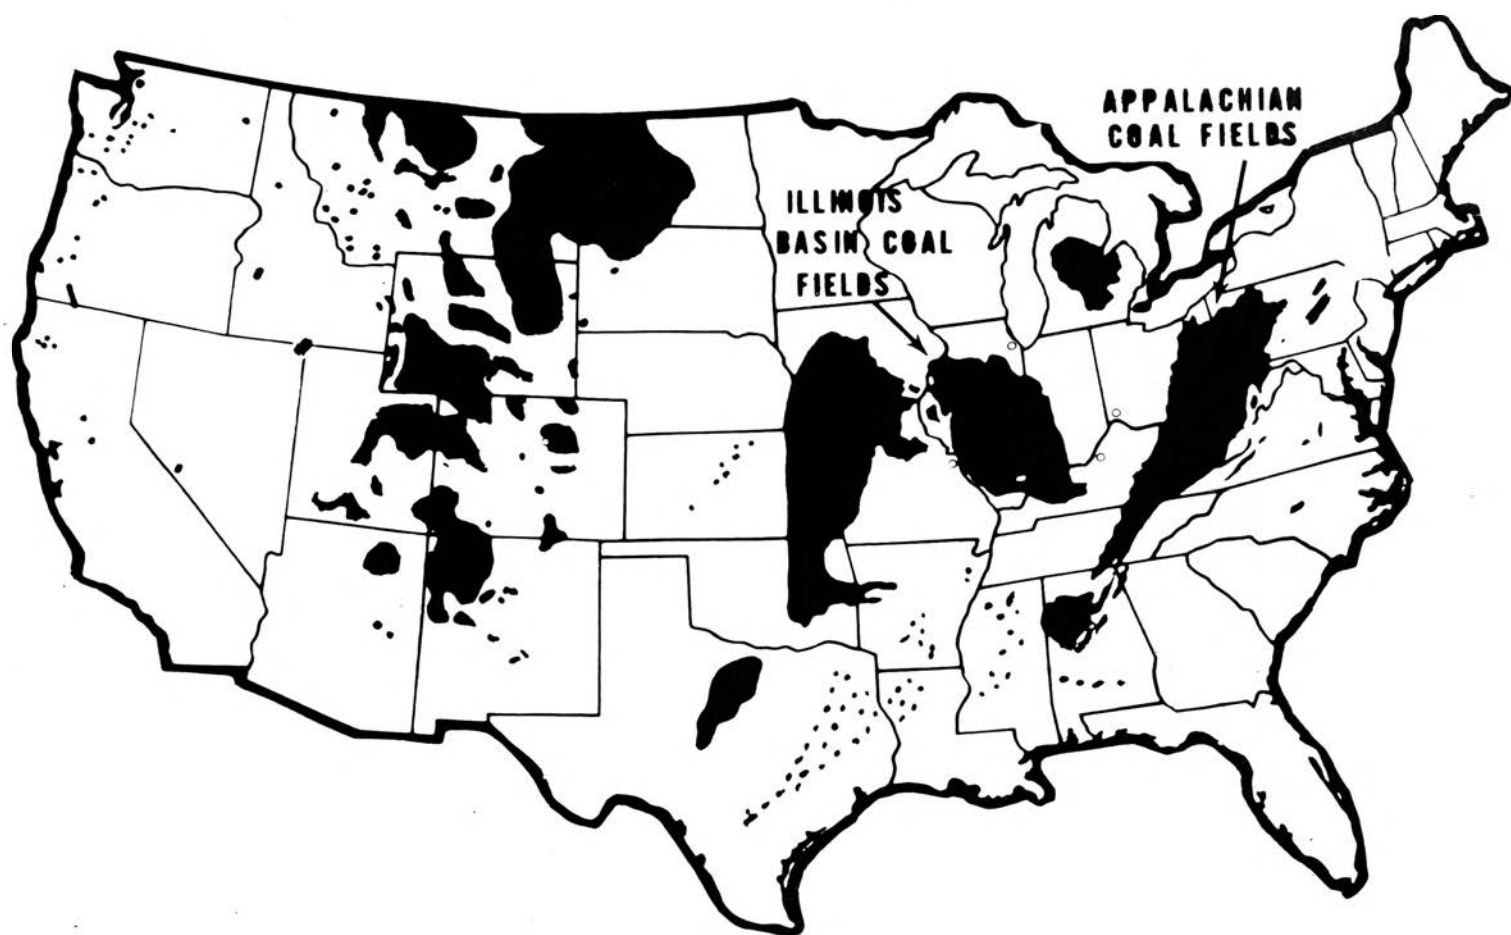 APPALACHIAN
COAL FIELDS
ILLINOIS
BASIN COAL
FIELDS